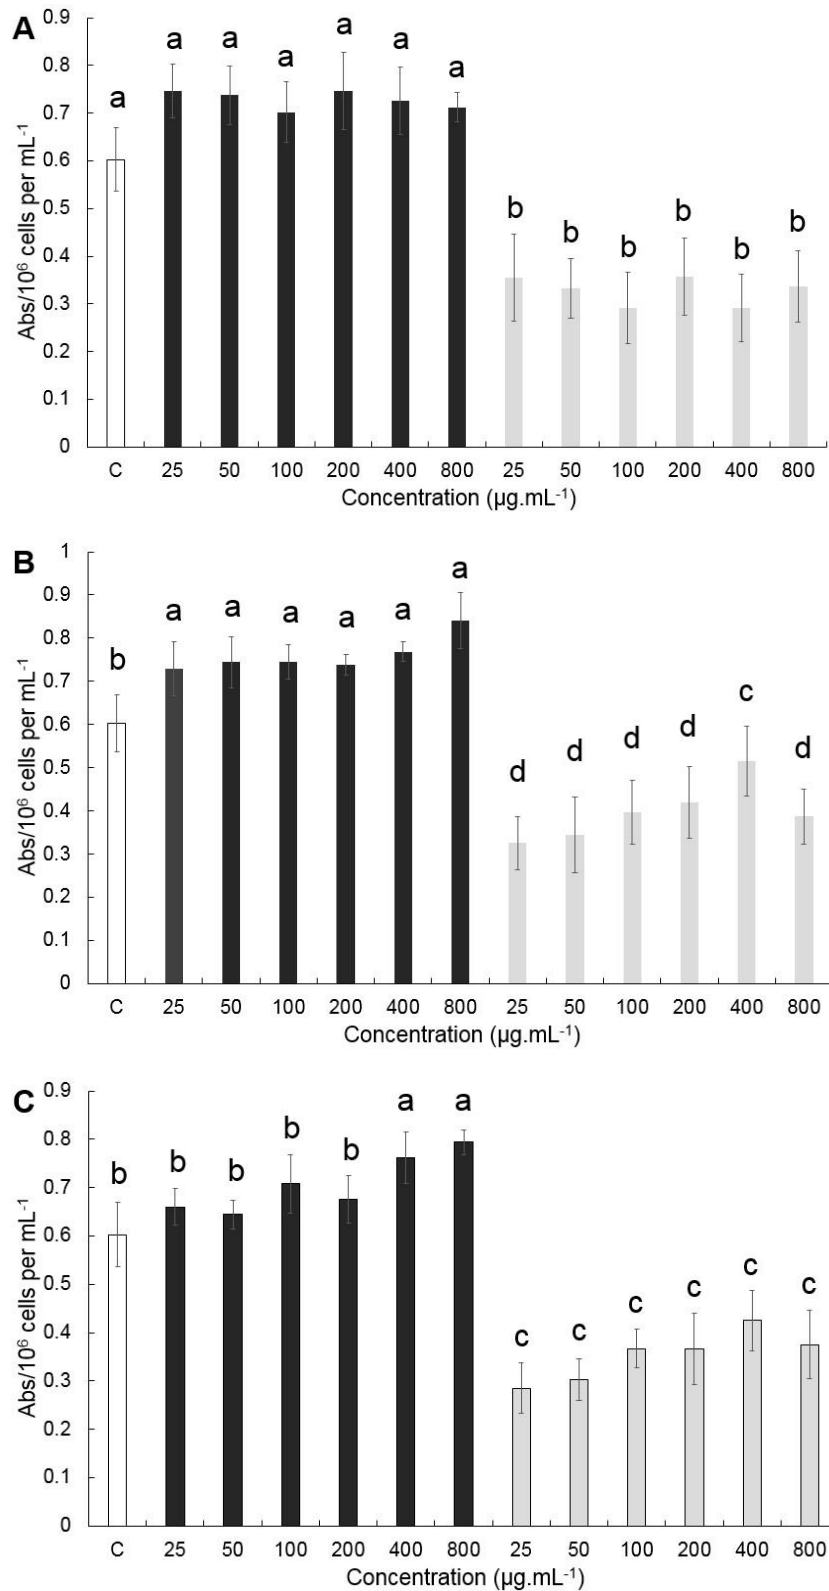 A
0.9
0.8
0.7
0.6
0.5
0.4
0.3
0.2
0.1
0
Abs/10⁶ cells per mL⁻¹
a a a a a a a b b b b b b
C 25 50 100 200 400 800 25 50 100 200 400 800
Concentration (µg.mL⁻¹)
B
1
0.9
0.8
0.7
0.6
0.5
0.4
0.3
0.2
0.1
0
Abs/10⁶ cells per mL⁻¹
b a a a a a a d d d d c d
C 25 50 100 200 400 800 25 50 100 200 400 800
Concentration (µg.mL⁻¹)
C
0.9
0.8
0.7
0.6
0.5
0.4
0.3
0.2
0.1
0
Abs/10⁶ cells per mL⁻¹
b b b b b a a c c c c c c
C 25 50 100 200 400 800 25 50 100 200 400 800
Concentration (µg.mL⁻¹)